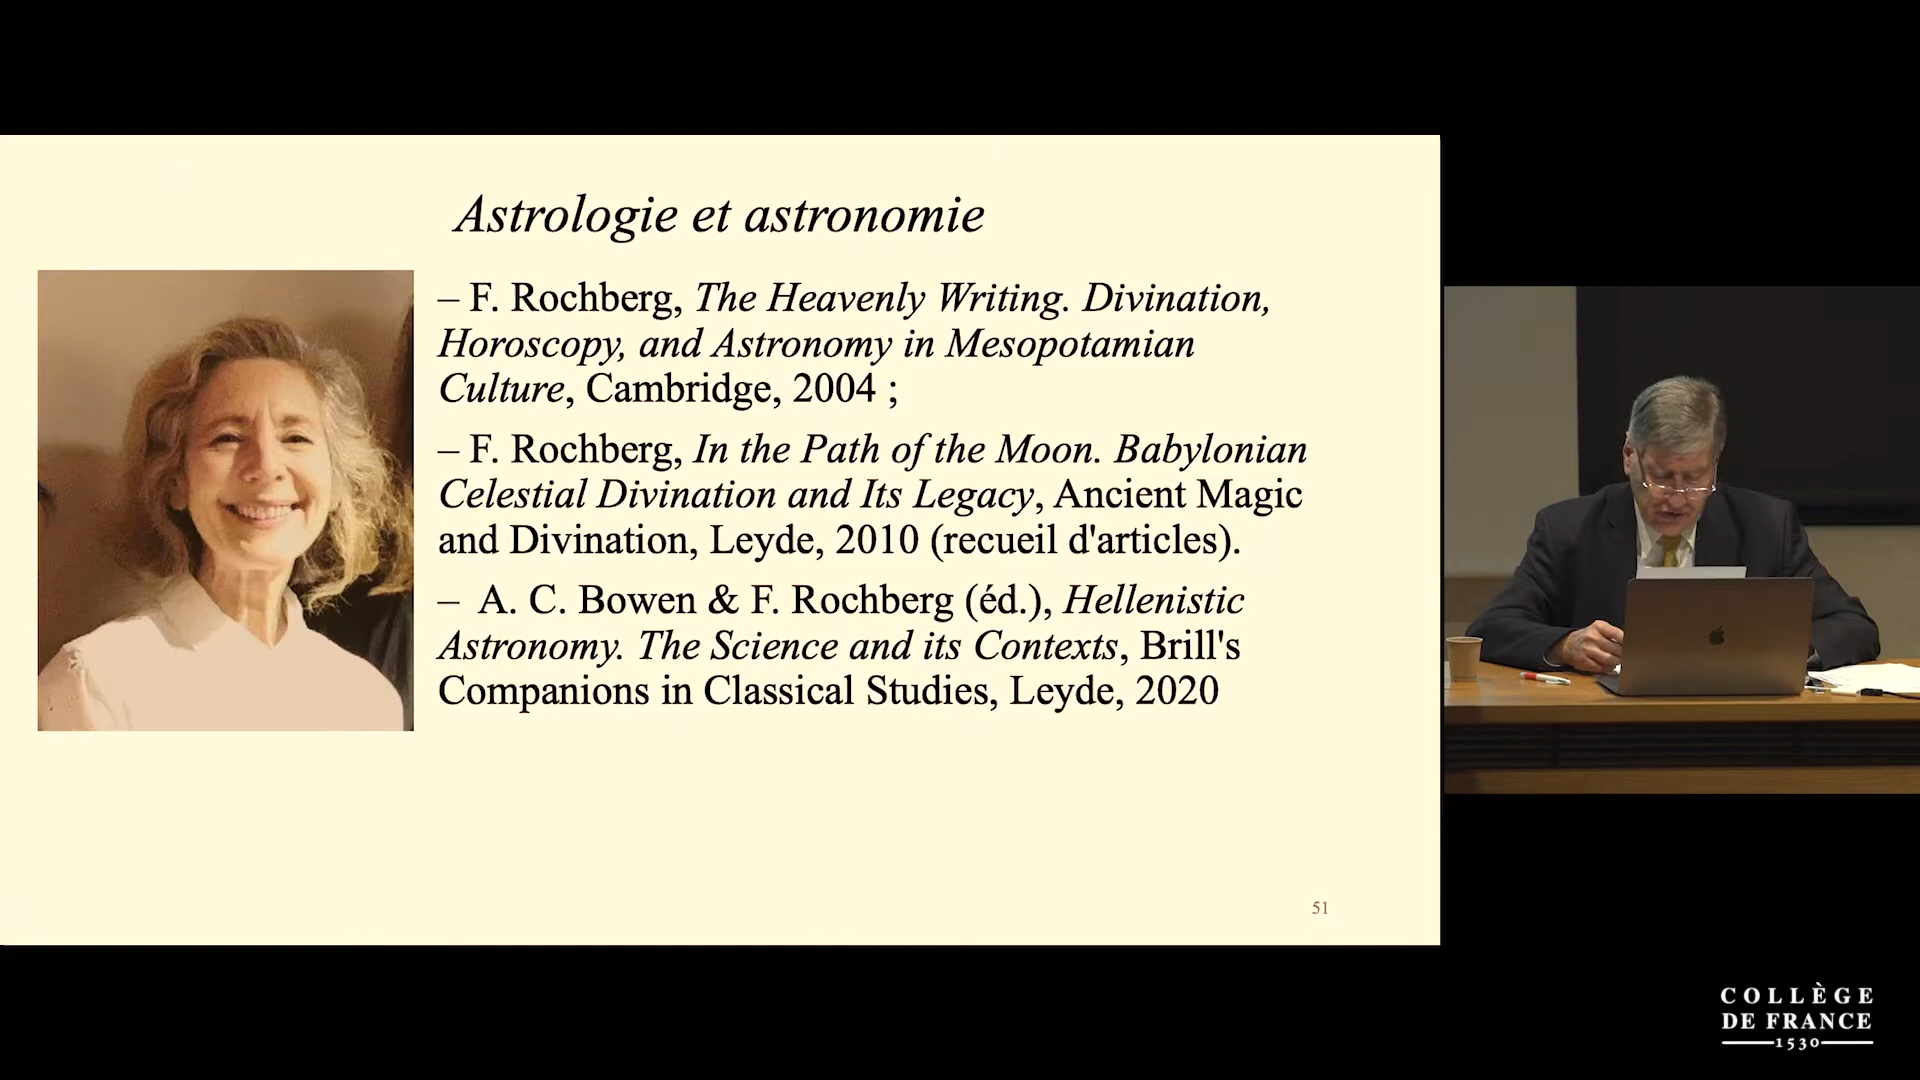 Astrologie et astronomie
– F. Rochberg, The Heavenly Writing. Divination,
Horoscopy, and Astronomy in Mesopotamian
Culture, Cambridge, 2004 ;
– F. Rochberg, In the Path of the Moon. Babylonian
Celestial Divination and Its Legacy, Ancient Magic
and Divination, Leyde, 2010 (recueil d'articles).
– A. C. Bowen & F. Rochberg (éd.), Hellenistic
Astronomy. The Science and its Contexts, Brill's
Companions in Classical Studies, Leyde, 2020
51
COLLÈGE
DE FRANCE
1530